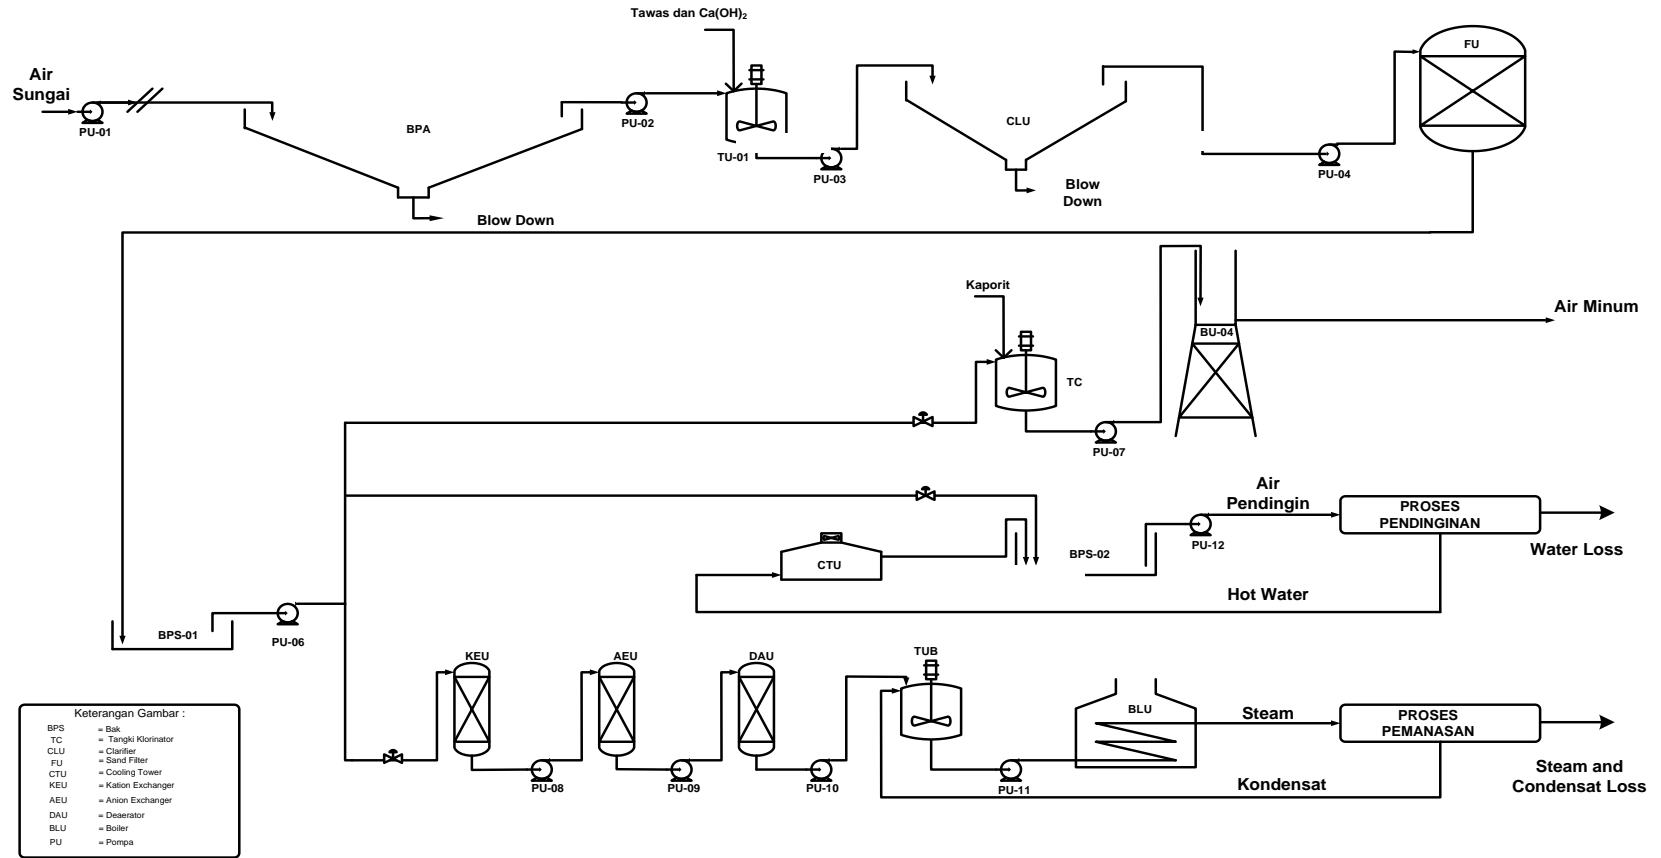 Tawas dan Ca(OH)2
Air
Sungai
PU-01
BPA
PU-02
TU-01
PU-03
CLU
PU-04
FU
Blow Down
Blow
Down
Kaporit
TC
PU-07
BU-04
Air Minum
Air
Pendingin
PU-12
PROSES
PENDINGINAN
Water Loss
CTU
BPS-02
Hot Water
BPS-01
PU-06
KEU
PU-08
AEU
PU-09
DAU
PU-10
TUB
PU-11
BLU
Steam
PROSES
PEMANASAN
Kondensat
Steam and
Condensat Loss
Keterangan Gambar :
BPS = Bak
TC = Tangki Klorinator
CLU = Clarifier
FU = Sand Filter
CTU = Cooling Tower
KEU = Kation Exchanger
AEU = Anion Exchanger
DAU = Deaerator
BLU = Boiler
PU = Pompa